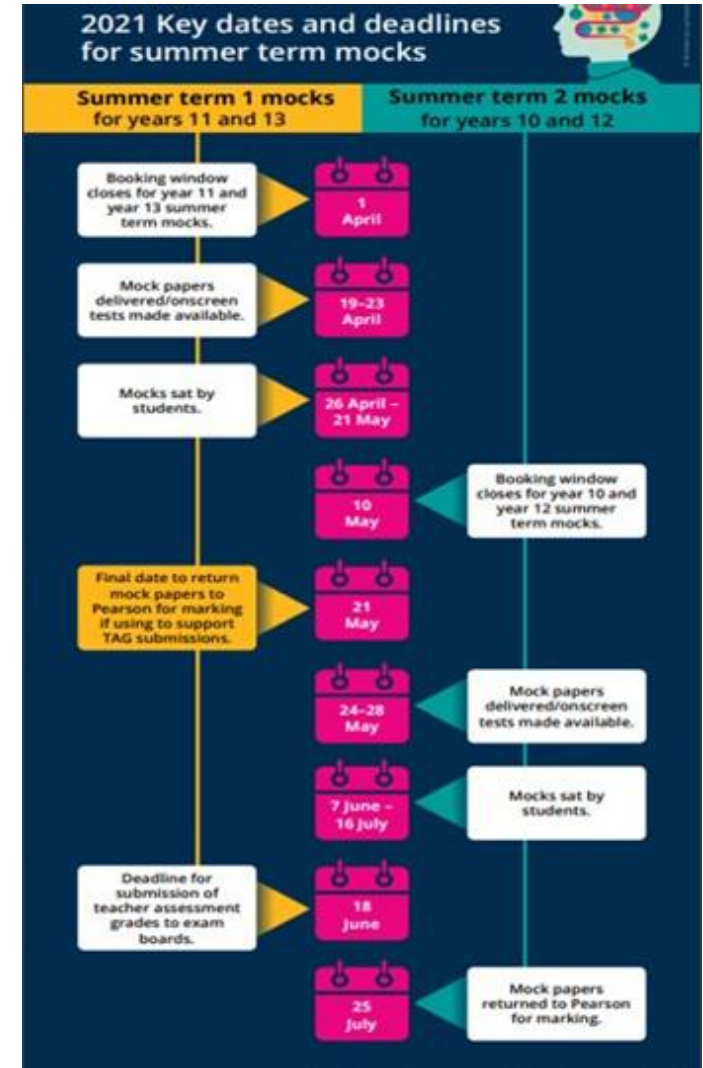 2021 Key dates and deadlines
for summer term mocks
Summer term 1 mocks
for years 11 and 13
Summer term 2 mocks
for years 10 and 12
Booking window
closes for year 11 and
year 13 summer
term mocks.
1
April
Mock papers
delivered/onscreen
tests made available.
19–23
April
Mocks sat by
students.
26 April –
21 May
10
May
Booking window
closes for year 10 and
year 12 summer
term mocks.
Final date to return
mock papers to
Pearson for marking
if using to support
TAG submissions.
21
May
24–28
May
Mock papers
delivered/onscreen
tests made available.
7 June –
16 July
Mocks sat by
students.
Deadline for
submission of
teacher assessment
grades to exam
boards.
18
June
25
July
Mock papers
returned to Pearson
for marking.